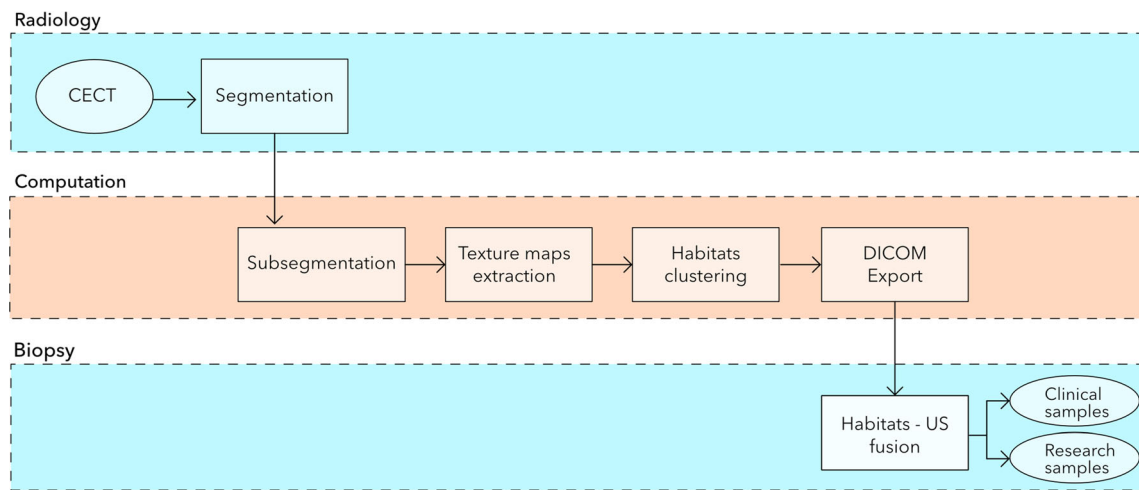 Radiology
CECT
Segmentation
Computation
Subsegmentation
Texture maps
extraction
Habitats
clustering
DICOM
Export
Biopsy
Habitats - US
fusion
Clinical
samples
Research
samples